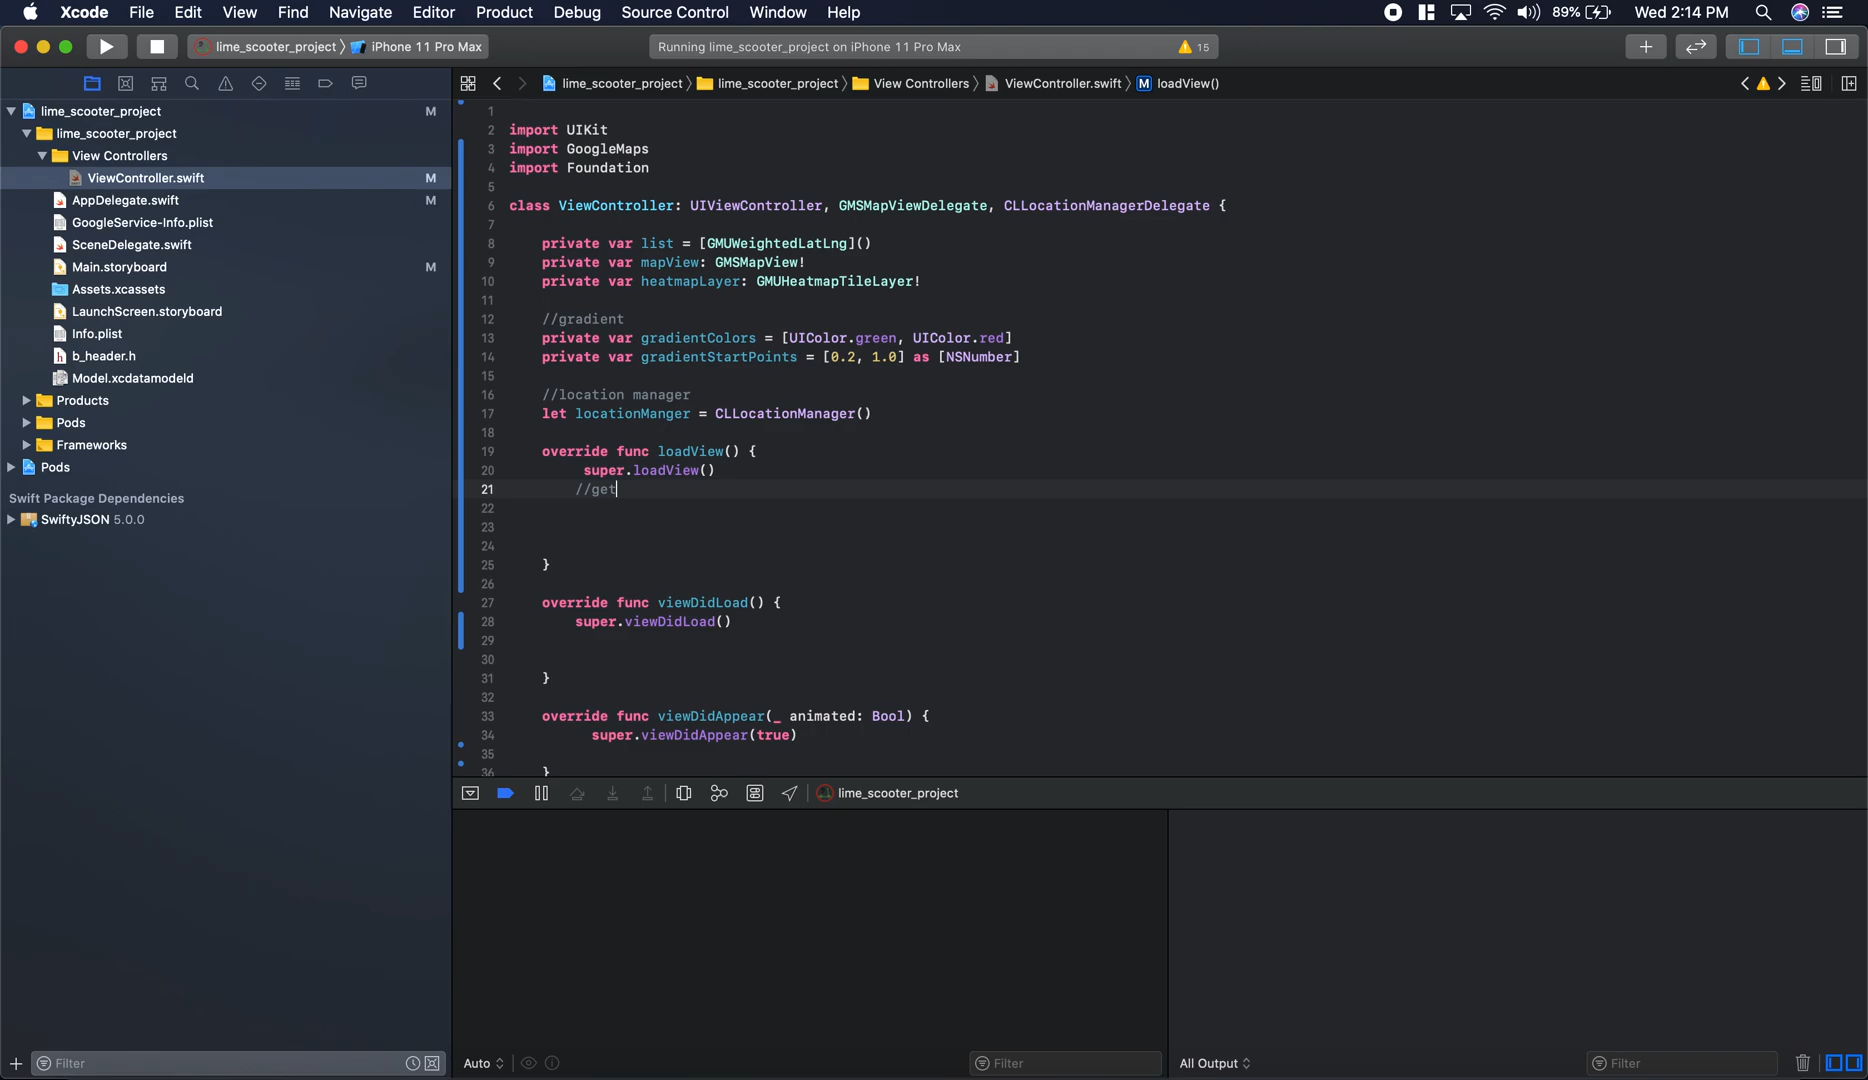 Xcode File Edit View Find Navigate Editor Product Debug Source Control Window Help 89% Wed 2:14 PM
lime_scooter_project iPhone 11 Pro Max Running lime_scooter_project on iPhone 11 Pro Max 15
lime_scooter_project lime_scooter_project View Controllers ViewController.swift M loadView()
lime_scooter_project M
lime_scooter_project
View Controllers
ViewController.swift M
AppDelegate.swift M
GoogleService-Info.plist
SceneDelegate.swift
Main.storyboard M
Assets.xcassets
LaunchScreen.storyboard
Info.plist
h b_header.h
Model.xcdatamodeld
Products
Pods
Frameworks
Pods
Swift Package Dependencies
SwiftyJSON 5.0.0
Filter
1
2 import UIKit
3 import GoogleMaps
4 import Foundation
5
6 class ViewController: UIViewController, GMSMapViewDelegate, CLLocationManagerDelegate {
7
8 private var list = [GMUWeightedLatLng]()
9 private var mapView: GMSMapView!
10 private var heatmapLayer: GMUHeatmapTileLayer!
11
12 //gradient
13 private var gradientColors = [UIColor.green, UIColor.red]
14 private var gradientStartPoints = [0.2, 1.0] as [NSNumber]
15
16 //location manager
17 let locationManger = CLLocationManager()
18
19 override func loadView() {
20 super.loadView()
21 //get
22
23
24
25 }
26
27 override func viewDidLoad() {
28 super.viewDidLoad()
29
30
31 }
32
33 override func viewDidAppear(_ animated: Bool) {
34 super.viewDidAppear(true)
35
36 }
lime_scooter_project
Auto Filter All Output Filter